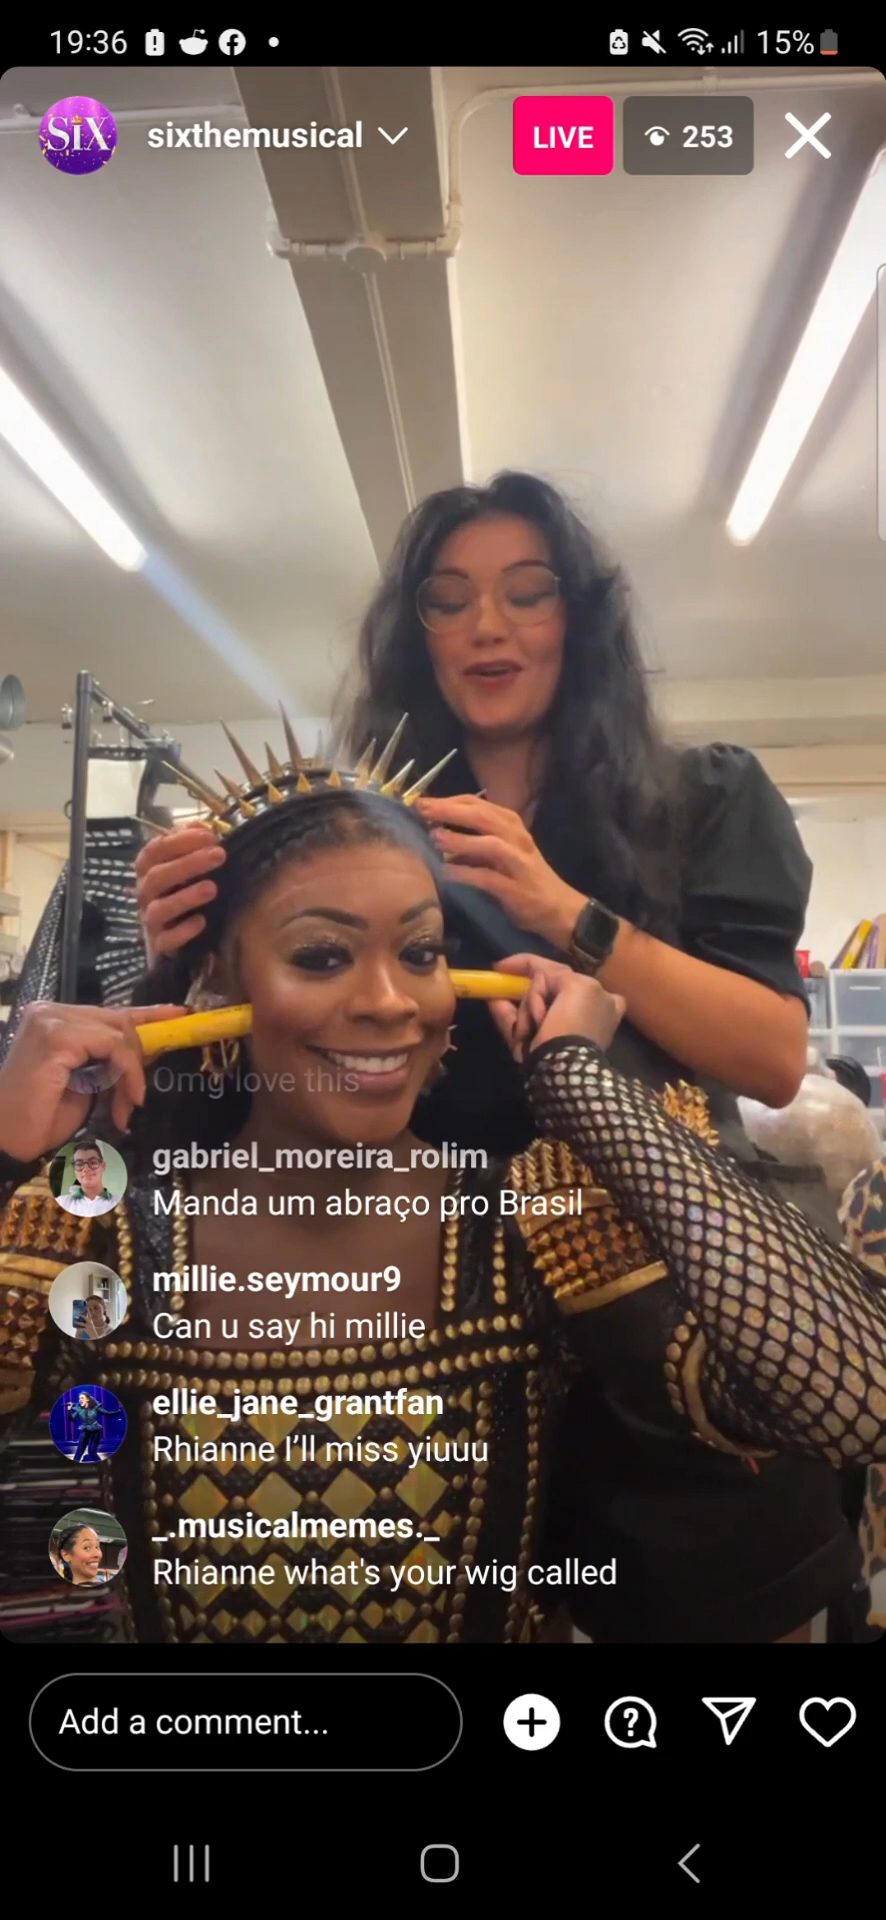 19:36
15%
SIX
sixthemusical
LIVE
253
Omg love this
gabriel_moreira_rolim
Manda um abraço pro Brasil
millie.seymour9
Can u say hi millie
ellie_jane_grantfan
Rhianne I'll miss yiuuu
_.musicalmemes._
Rhianne what's your wig called
Add a comment...